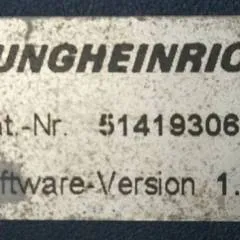 UNGHEINRIC
t.-Nr. 51419306
ftware-Version 1.